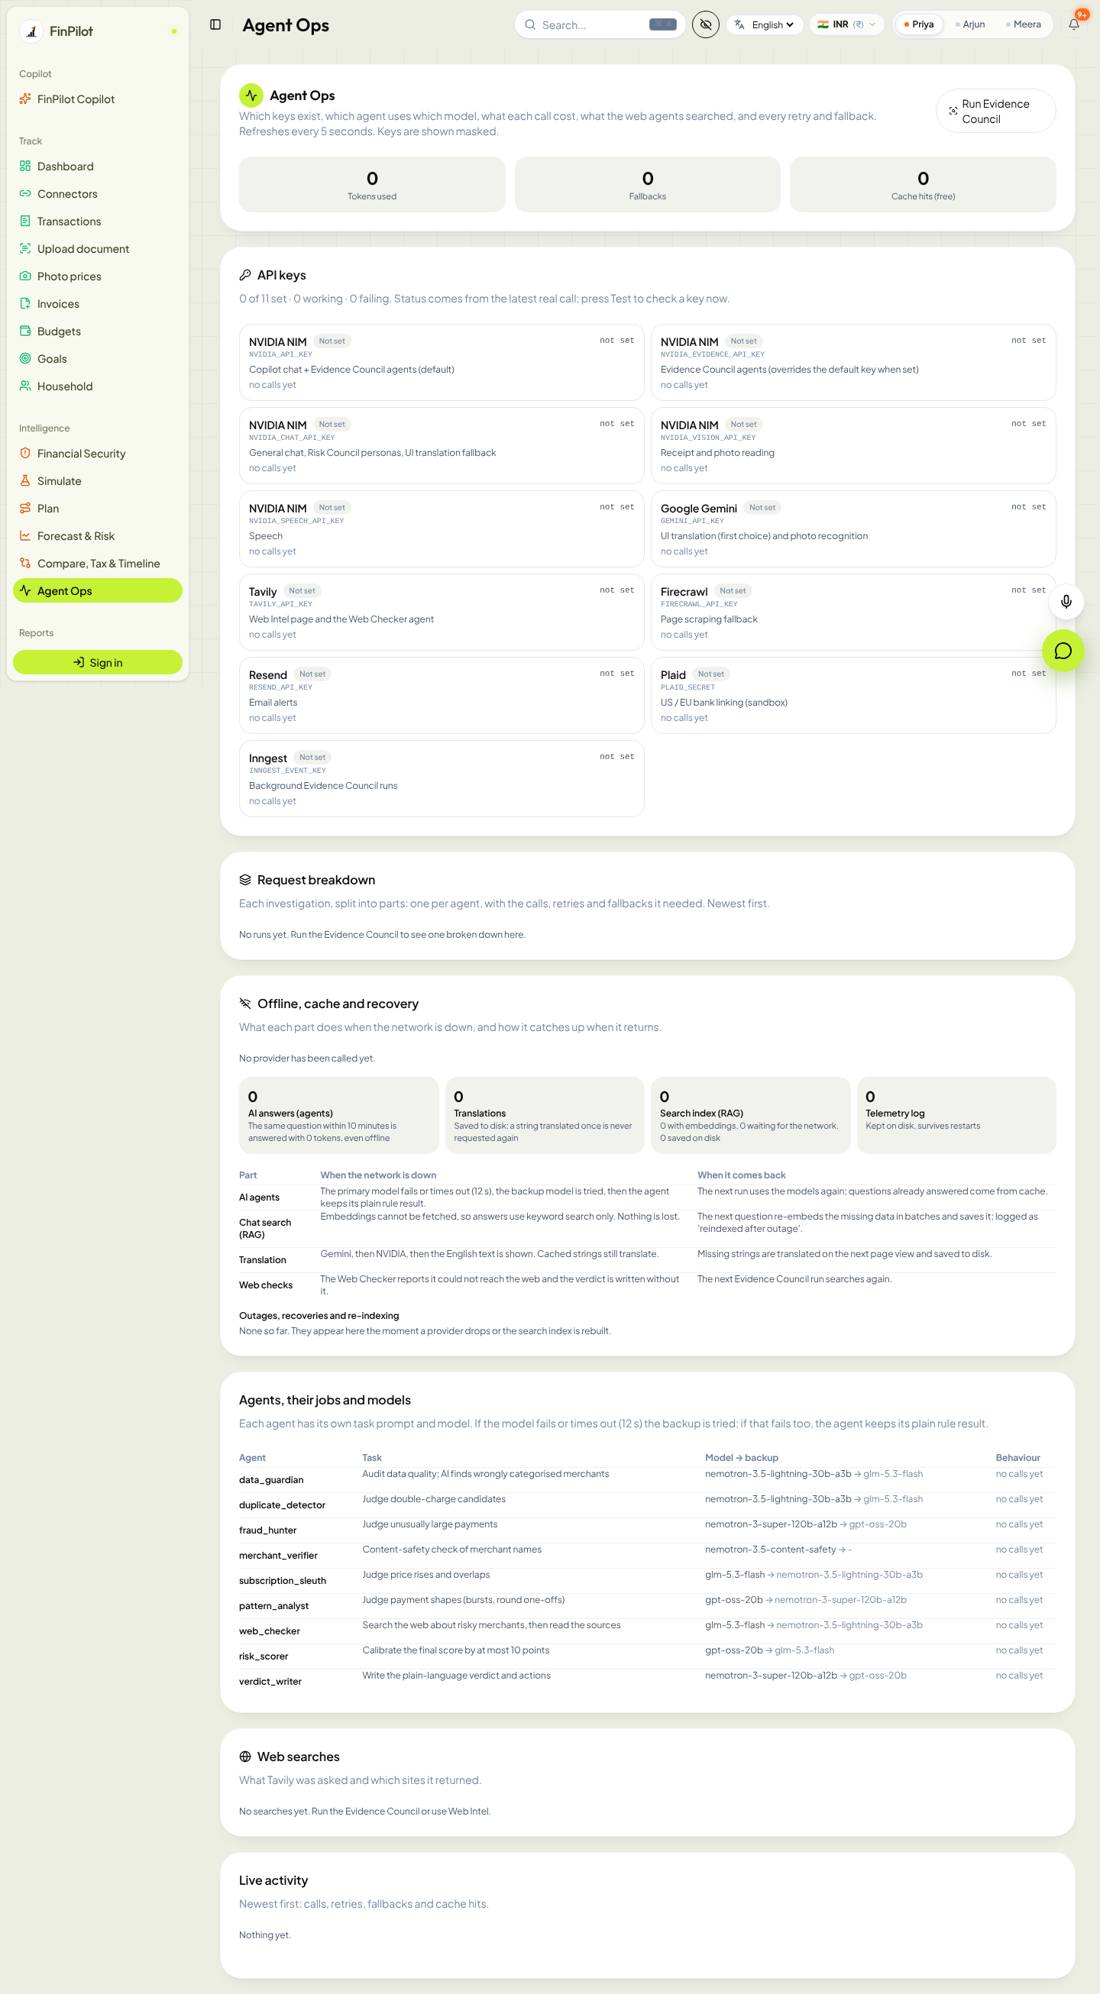 FinPilot
Copilot
FinPilot Copilot
Track
Dashboard
Connectors
Transactions
Upload document
Photo prices
Invoices
Budgets
Goals
Household
Intelligence
Financial Security
Simulate
Plan
Forecast & Risk
Compare, Tax & Timeline
Agent Ops
Reports
Sign in
Agent Ops
Search...
English
INR (₹)
Priya
Arjun
Meera
9+
Agent Ops
Which keys exist, which agent uses which model, what each call cost, what the web agents searched, and every retry and fallback.
Refreshes every 5 seconds. Keys are shown masked.
Run Evidence
Council
0
Tokens used
0
Fallbacks
0
Cache hits (free)
API keys
0 of 11 set · 0 working · 0 failing. Status comes from the latest real call; press Test to check a key now.
NVIDIA NIM Not set not set
NVIDIA_API_KEY
Copilot chat + Evidence Council agents (default)
no calls yet
NVIDIA NIM Not set not set
NVIDIA_EVIDENCE_API_KEY
Evidence Council agents (overrides the default key when set)
no calls yet
NVIDIA NIM Not set not set
NVIDIA_CHAT_API_KEY
General chat, Risk Council personas, UI translation fallback
no calls yet
NVIDIA NIM Not set not set
NVIDIA_VISION_API_KEY
Receipt and photo reading
no calls yet
NVIDIA NIM Not set not set
NVIDIA_SPEECH_API_KEY
Speech
no calls yet
Google Gemini Not set not set
GEMINI_API_KEY
UI translation (first choice) and photo recognition
no calls yet
Tavily Not set not set
TAVILY_API_KEY
Web Intel page and the Web Checker agent
no calls yet
Firecrawl Not set not set
FIRECRAWL_API_KEY
Page scraping fallback
no calls yet
Resend Not set not set
RESEND_API_KEY
Email alerts
no calls yet
Plaid Not set not set
PLAID_SECRET
US / EU bank linking (sandbox)
no calls yet
Inngest Not set not set
INNGEST_EVENT_KEY
Background Evidence Council runs
no calls yet
Request breakdown
Each investigation, split into parts: one per agent, with the calls, retries and fallbacks it needed. Newest first.
No runs yet. Run the Evidence Council to see one broken down here.
Offline, cache and recovery
What each part does when the network is down, and how it catches up when it returns.
No provider has been called yet.
0
AI answers (agents)
The same question within 10 minutes is
answered with 0 tokens, even offline
0
Translations
Saved to disk: a string translated once is never
requested again
0
Search index (RAG)
0 with embeddings, 0 waiting for the network,
0 saved on disk
0
Telemetry log
Kept on disk, survives restarts
Part When the network is down When it comes back
AI agents The primary model fails or times out (12 s), the backup model is tried, then the agent
keeps its plain rule result. The next run uses the models again; questions already answered come from cache.
Chat search
(RAG) Embeddings cannot be fetched, so answers use keyword search only. Nothing is lost. The next question re-embeds the missing data in batches and saves it; logged as
'reindexed after outage'.
Translation Gemini, then NVIDIA, then the English text is shown. Cached strings still translate. Missing strings are translated on the next page view and saved to disk.
Web checks The Web Checker reports it could not reach the web and the verdict is written without
it. The next Evidence Council run searches again.
Outages, recoveries and re-indexing
None so far. They appear here the moment a provider drops or the search index is rebuilt.
Agents, their jobs and models
Each agent has its own task prompt and model. If the model fails or times out (12 s) the backup is tried; if that fails too, the agent keeps its plain rule result.
Agent Task Model → backup Behaviour
data_guardian Audit data quality; AI finds wrongly categorised merchants nemotron-3.5-lightning-30b-a3b → glm-5.3-flash no calls yet
duplicate_detector Judge double-charge candidates nemotron-3.5-lightning-30b-a3b → glm-5.3-flash no calls yet
fraud_hunter Judge unusually large payments nemotron-3-super-120b-a12b → gpt-oss-20b no calls yet
merchant_verifier Content-safety check of merchant names nemotron-3.5-content-safety → - no calls yet
subscription_sleuth Judge price rises and overlaps glm-5.3-flash → nemotron-3.5-lightning-30b-a3b no calls yet
pattern_analyst Judge payment shapes (bursts, round one-offs) gpt-oss-20b → nemotron-3-super-120b-a12b no calls yet
web_checker Search the web about risky merchants, then read the sources glm-5.3-flash → nemotron-3.5-lightning-30b-a3b no calls yet
risk_scorer Calibrate the final score by at most 10 points gpt-oss-20b → glm-5.3-flash no calls yet
verdict_writer Write the plain-language verdict and actions nemotron-3-super-120b-a12b → gpt-oss-20b no calls yet
Web searches
What Tavily was asked and which sites it returned.
No searches yet. Run the Evidence Council or use Web Intel.
Live activity
Newest first: calls, retries, fallbacks and cache hits.
Nothing yet.